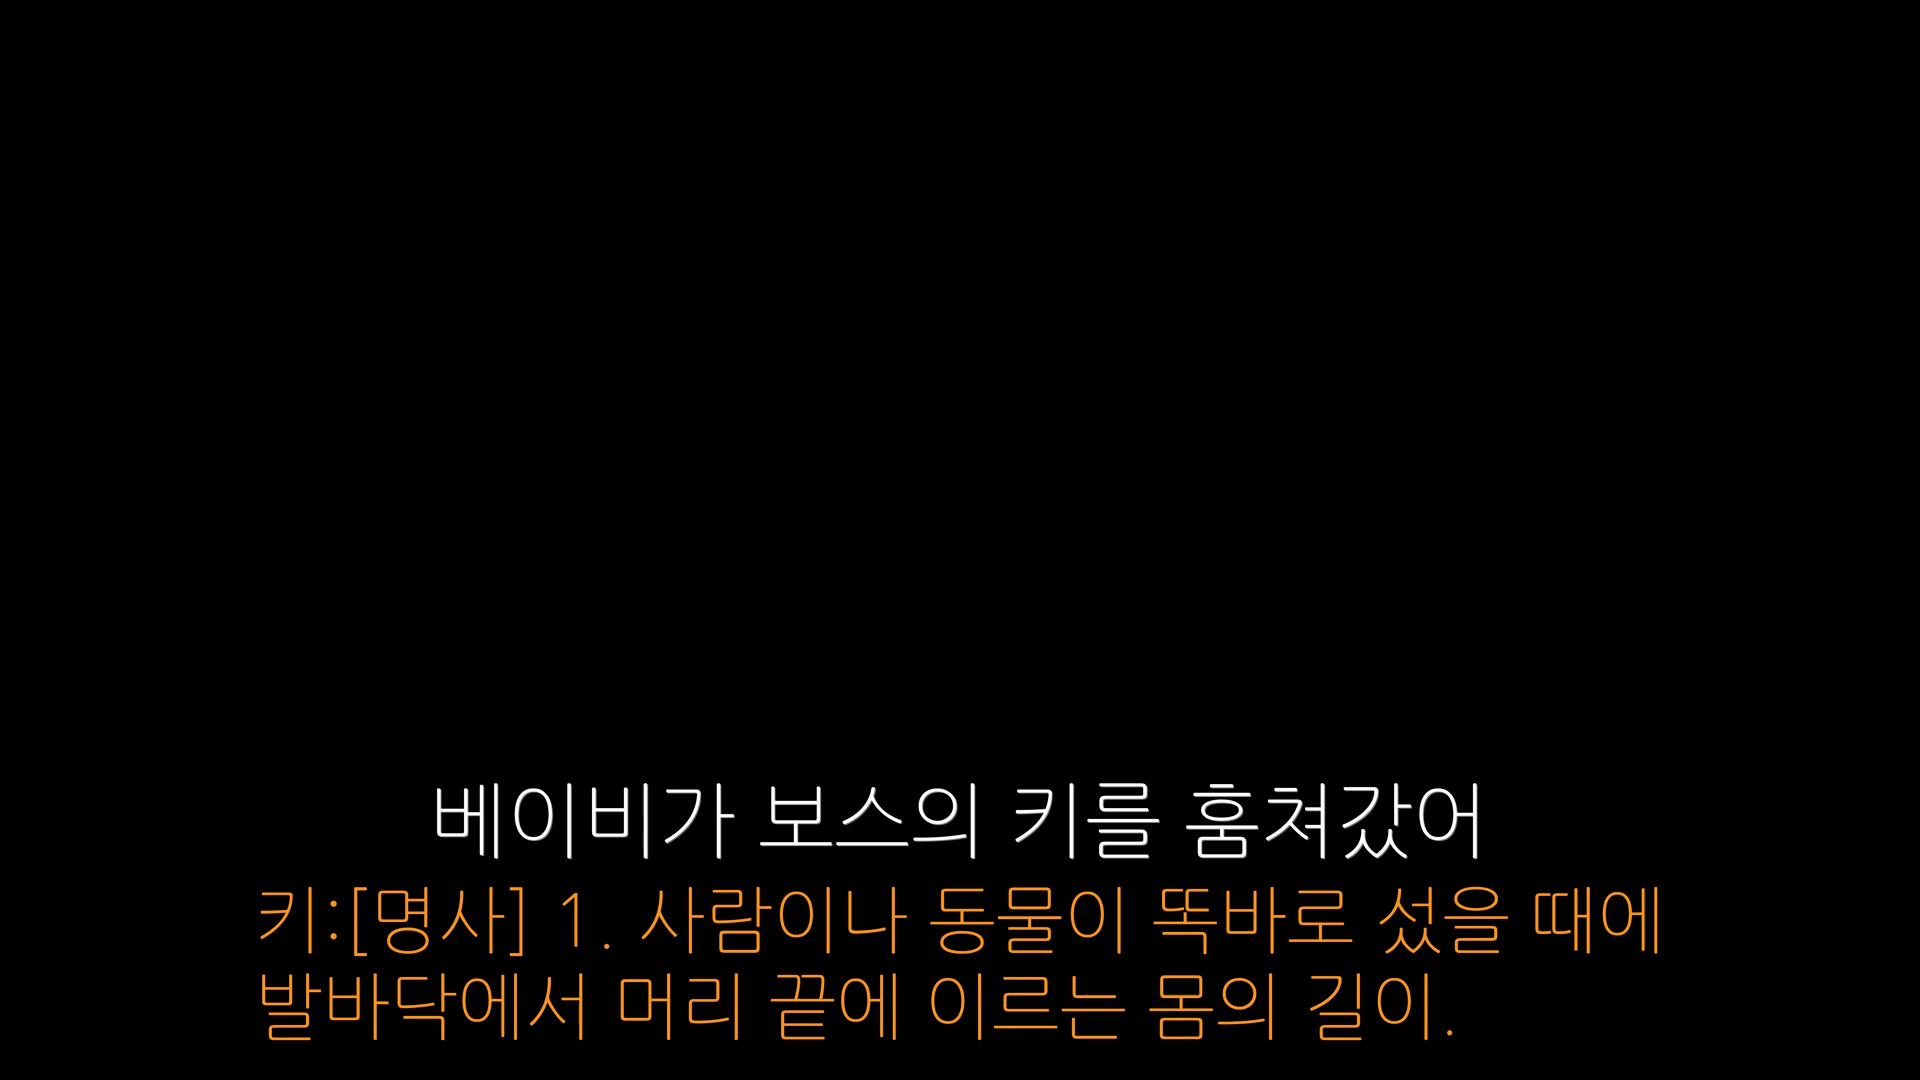 베이비가 보스의 키를 훔쳐갔어
키:[명사] 1. 사람이나 동물이 똑바로 섰을 때에
발바닥에서 머리 끝에 이르는 몸의 길이.